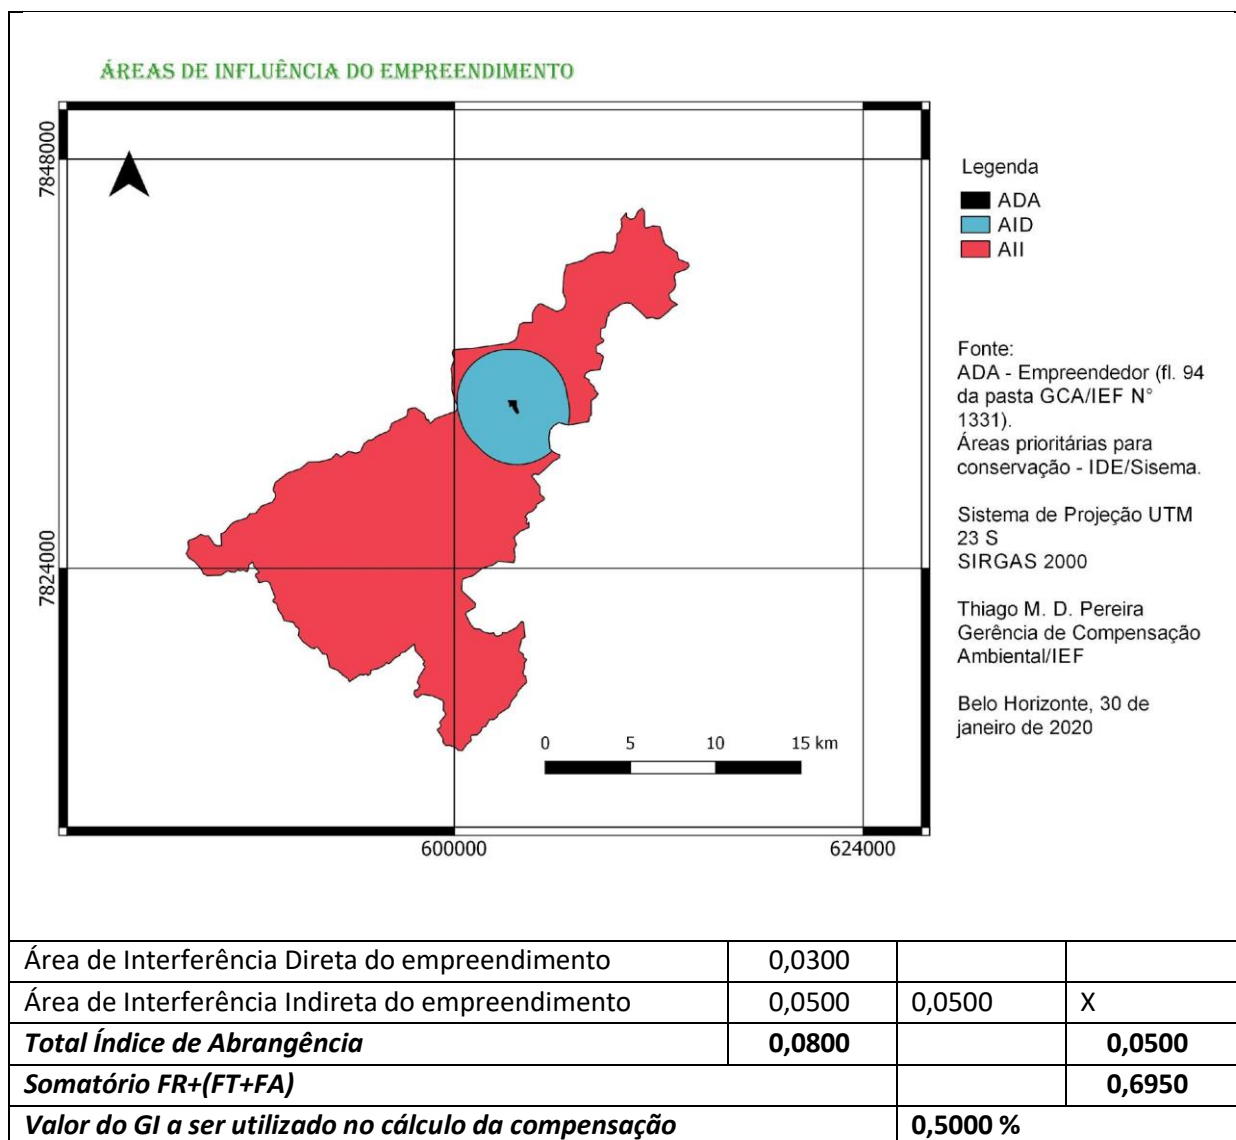 ÁREAS DE INFLUÊNCIA DO EMPREENDIMENTO
7848000
7824000
600000
624000
0 5 10 15 km
Legenda
ADA
AID
AII
Fonte:
ADA - Empreendedor (fl. 94
da pasta GCA/IEF N°
1331).
Áreas prioritárias para
conservação - IDE/Sisema.
Sistema de Projeção UTM
23 S
SIRGAS 2000
Thiago M. D. Pereira
Gerência de Compensação
Ambiental/IEF
Belo Horizonte, 30 de
janeiro de 2020
Área de Interferência Direta do empreendimento 0,0300
Área de Interferência Indireta do empreendimento 0,0500 0,0500 X
Total Índice de Abrangência 0,0800 0,0500
Somatório FR+(FT+FA) 0,6950
Valor do GI a ser utilizado no cálculo da compensação 0,5000 %